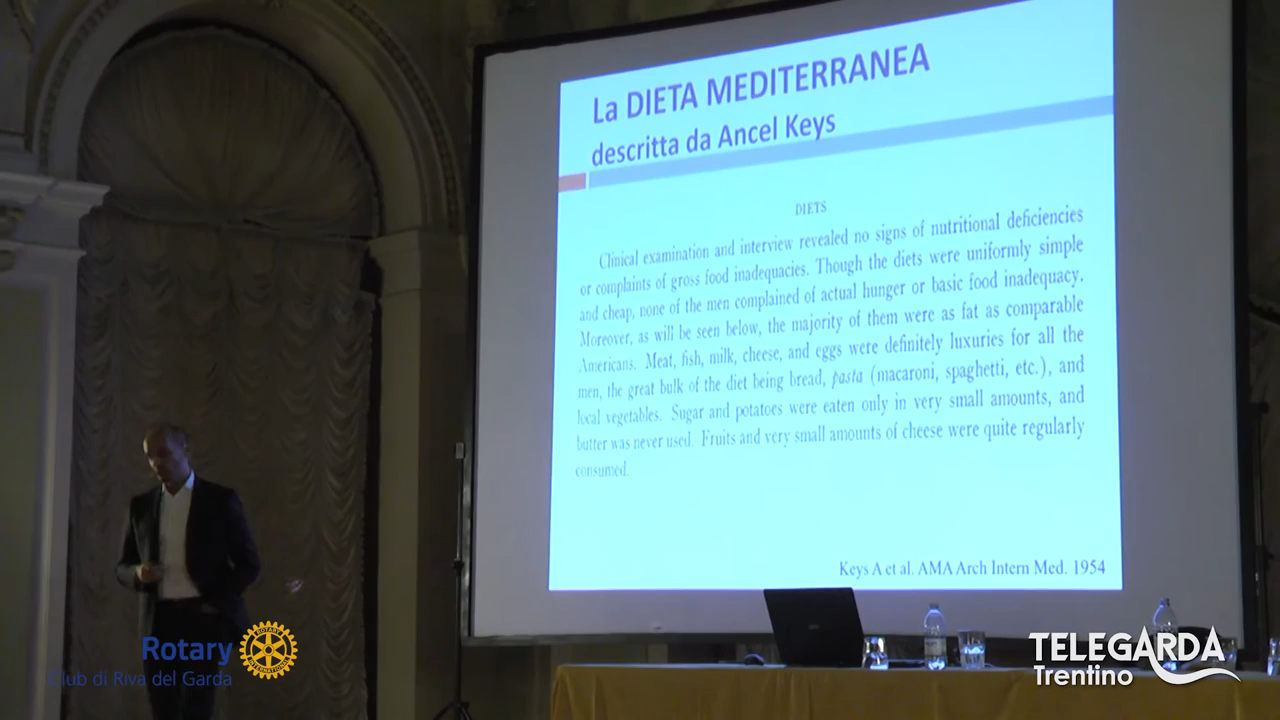 La DIETA MEDITERRANEA
descritta da Ancel Keys
DIETS
Clinical examination and interview revealed no signs of nutritional deficiencies
or complaints of gross food inadequacies. Though the diets were uniformly simple
and cheap, none of the men complained of actual hunger or basic food inadequacy.
Moreover, as will be seen below, the majority of them were as fat as comparable
Americans. Meat, fish, milk, cheese, and eggs were definitely luxuries for all the
men, the great bulk of the diet being bread, pasta (macaroni, spaghetti, etc.), and
local vegetables. Sugar and potatoes were eaten only in very small amounts, and
butter was never used. Fruits and very small amounts of cheese were quite regularly
consumed.
Keys A et al. AMA Arch Intern Med. 1954
Rotary
Club di Riva del Garda
TELEGARDA
Trentino